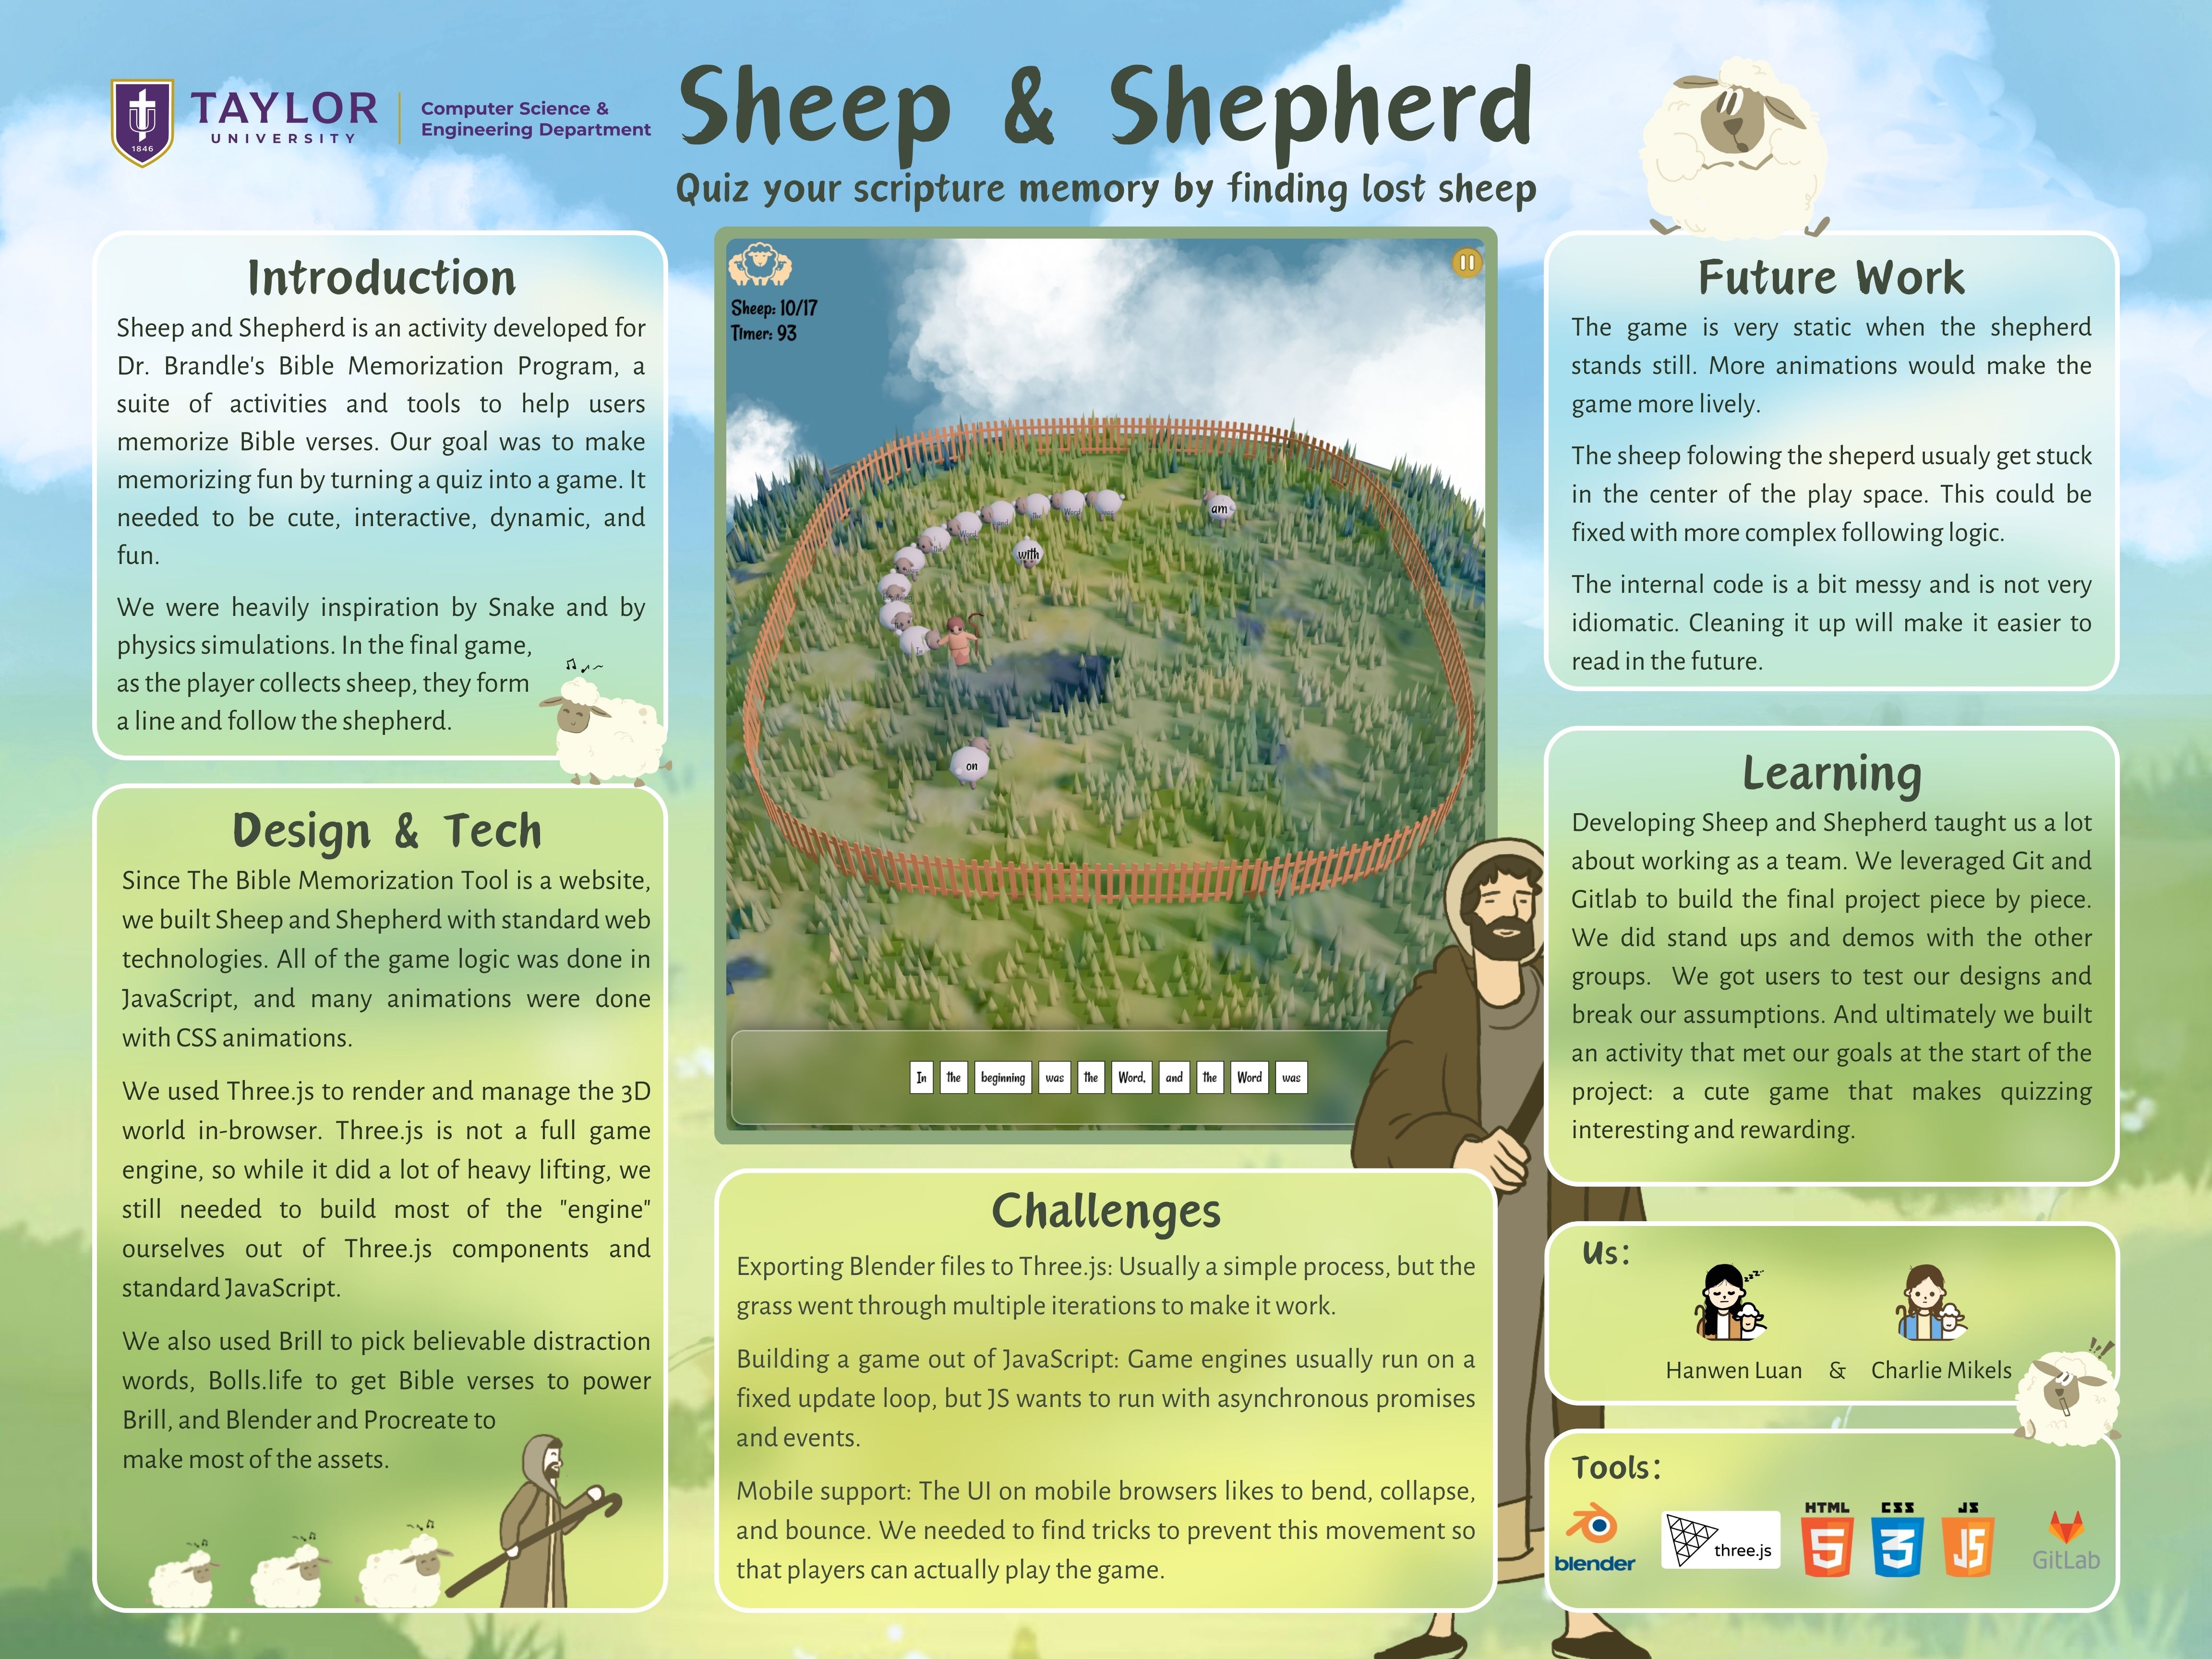 TAYLOR
UNIVERSITY
1846
Computer Science &
Engineering Department
Sheep & Shepherd
Quiz your scripture memory by finding lost sheep
Introduction
Sheep and Shepherd is an activity developed for
Dr. Brandle's Bible Memorization Program, a
suite of activities and tools to help users
memorize Bible verses. Our goal was to make
memorizing fun by turning a quiz into a game. It
needed to be cute, interactive, dynamic, and
fun.
We were heavily inspiration by Snake and by
physics simulations. In the final game,
as the player collects sheep, they form
a line and follow the shepherd.
Design & Tech
Since The Bible Memorization Tool is a website,
we built Sheep and Shepherd with standard web
technologies. All of the game logic was done in
JavaScript, and many animations were done
with CSS animations.
We used Three.js to render and manage the 3D
world in-browser. Three.js is not a full game
engine, so while it did a lot of heavy lifting, we
still needed to build most of the "engine"
ourselves out of Three.js components and
standard JavaScript.
We also used Brill to pick believable distraction
words, Bolls.life to get Bible verses to power
Brill, and Blender and Procreate to
make most of the assets.
Sheep: 10/17
Timer: 93
am
with
on
In the beginning was the Word, and the Word was
Challenges
Exporting Blender files to Three.js: Usually a simple process, but the
grass went through multiple iterations to make it work.
Building a game out of JavaScript: Game engines usually run on a
fixed update loop, but JS wants to run with asynchronous promises
and events.
Mobile support: The UI on mobile browsers likes to bend, collapse,
and bounce. We needed to find tricks to prevent this movement so
that players can actually play the game.
Future Work
The game is very static when the shepherd
stands still. More animations would make the
game more lively.
The sheep folowing the sheperd usualy get stuck
in the center of the play space. This could be
fixed with more complex following logic.
The internal code is a bit messy and is not very
idiomatic. Cleaning it up will make it easier to
read in the future.
Learning
Developing Sheep and Shepherd taught us a lot
about working as a team. We leveraged Git and
Gitlab to build the final project piece by piece.
We did stand ups and demos with the other
groups. We got users to test our designs and
break our assumptions. And ultimately we built
an activity that met our goals at the start of the
project: a cute game that makes quizzing
interesting and rewarding.
Us:
Hanwen Luan & Charlie Mikels
Tools:
blender
three.js
HTML
5
CSS
3
JS
JS
GitLab